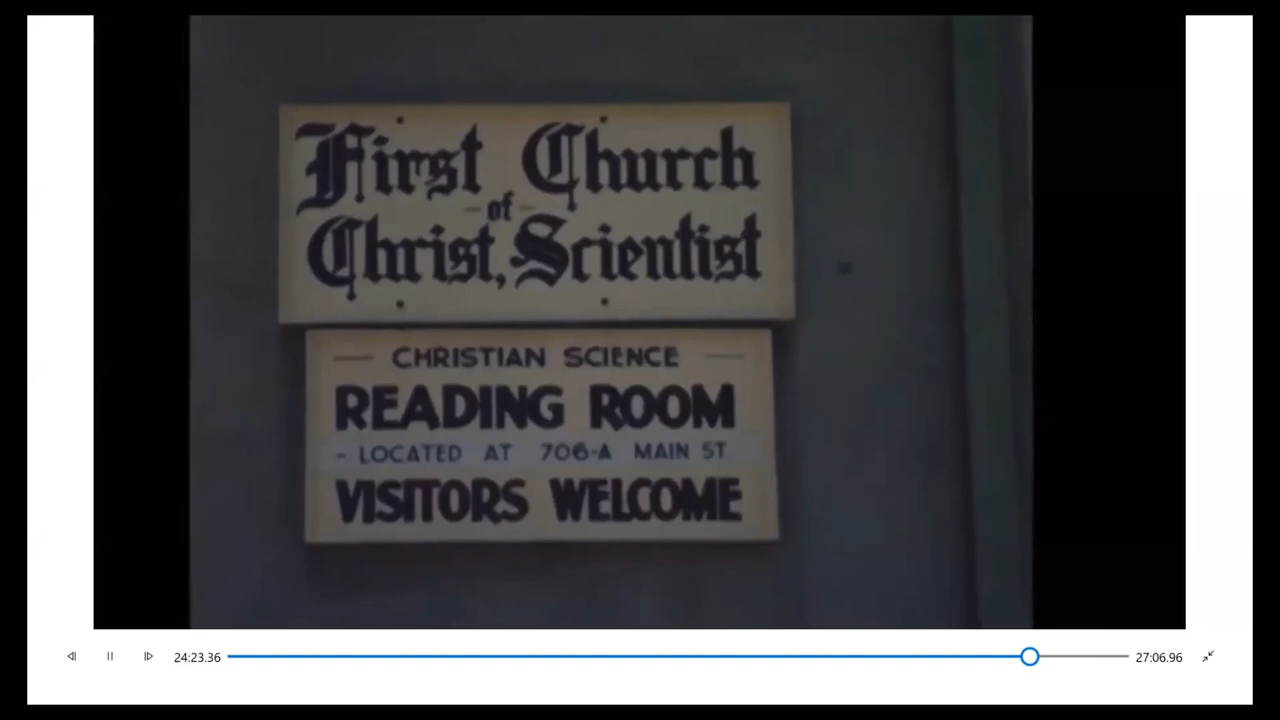 First Church
- of -
Christ, Scientist
CHRISTIAN SCIENCE
READING ROOM
- LOCATED AT 706-A MAIN ST
VISITORS WELCOME
24:23.36
27:06.96